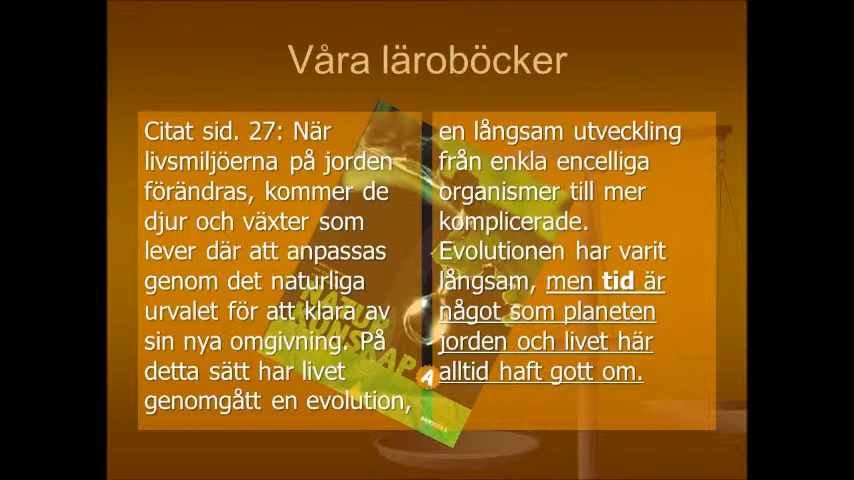 Våra läroböcker
Citat sid. 27: När
livsmiljöerna på jorden
förändras, kommer de
djur och växter som
lever där att anpassas
genom det naturliga
urvalet för att klara av
sin nya omgivning. På
detta sätt har livet
genomgått en evolution,
en långsam utveckling
från enkla encelliga
organismer till mer
komplicerade.
Evolutionen har varit
långsam, men tid är
något som planeten
jorden och livet här
alltid haft gott om.
NATUR
KUNSKAP
A